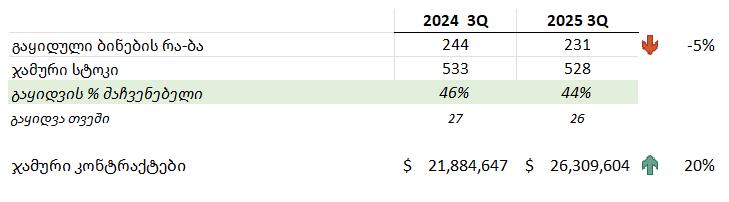 2024 3Q 2025 3Q
გაყიდული ბინების რა-ბა 244 231 -5%
ჯამური სტოკი 533 528
გაყიდვის % მაჩვენებელი 46% 44%
გაყიდვა თვეში 27 26
ჯამური კონტრაქტები $ 21,884,647 $ 26,309,604 20%